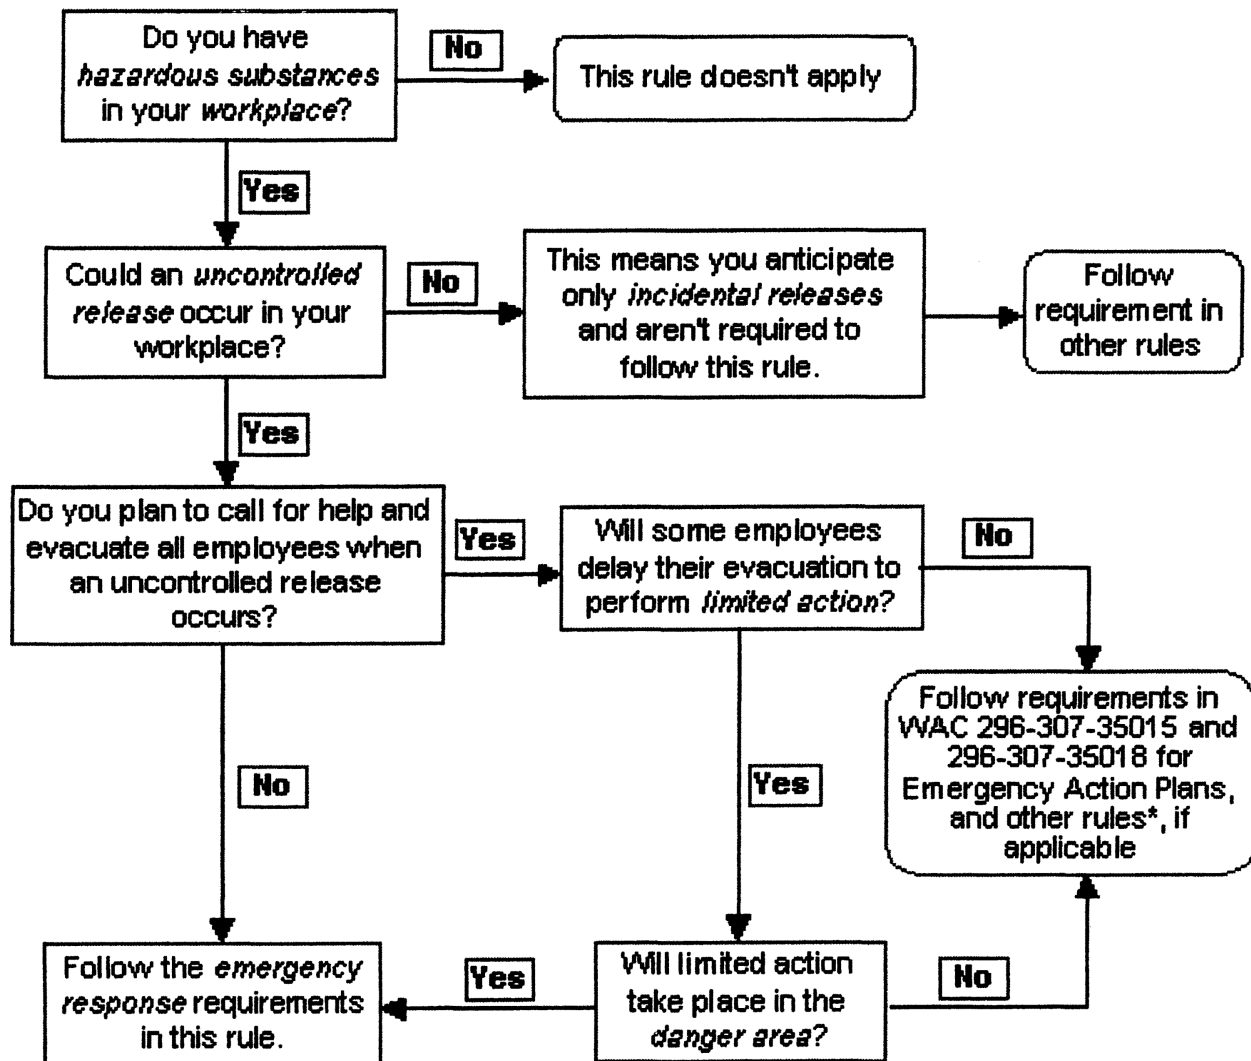 Do you have
hazardous substances
in your workplace?
No
This rule doesn't apply
Yes
Could an uncontrolled
release occur in your
workplace?
No
This means you anticipate
only incidental releases
and aren't required to
follow this rule.
Follow
requirement in
other rules
Yes
Do you plan to call for help and
evacuate all employees when
an uncontrolled release
occurs?
Yes
Will some employees
delay their evacuation to
perform limited action?
No
Follow requirements in
WAC 296-307-35015 and
296-307-35018 for
Emergency Action Plans,
and other rules*, if
applicable
No
Yes
Follow the emergency
response requirements
in this rule.
Yes
Will limited action
take place in the
danger area?
No